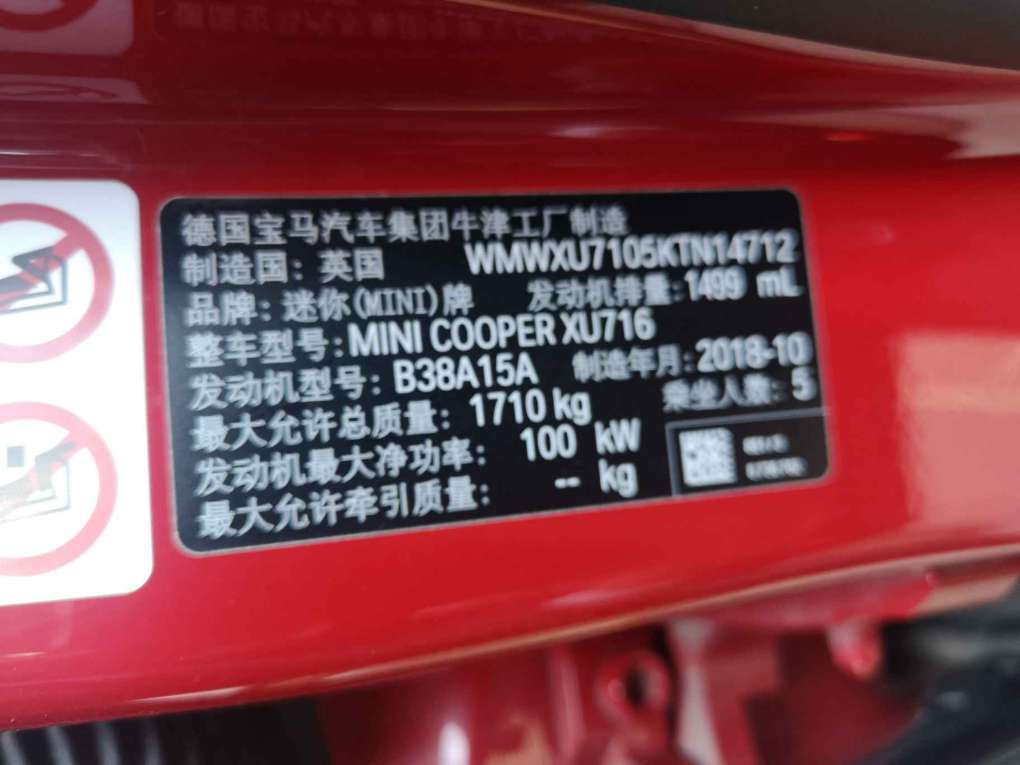 德国宝马汽车集团牛津工厂制造
制造国：英国 WMWXU7105KTN14712
品牌：迷你(MINI)牌 发动机排量：1499 mL
整车型号：MINI COOPER XU716
发动机型号：B38A15A 制造年月：2018-10
最大允许总质量：1710 kg 乘坐人数：5
发动机最大净功率：100 kW
最大允许牵引质量：-- kg